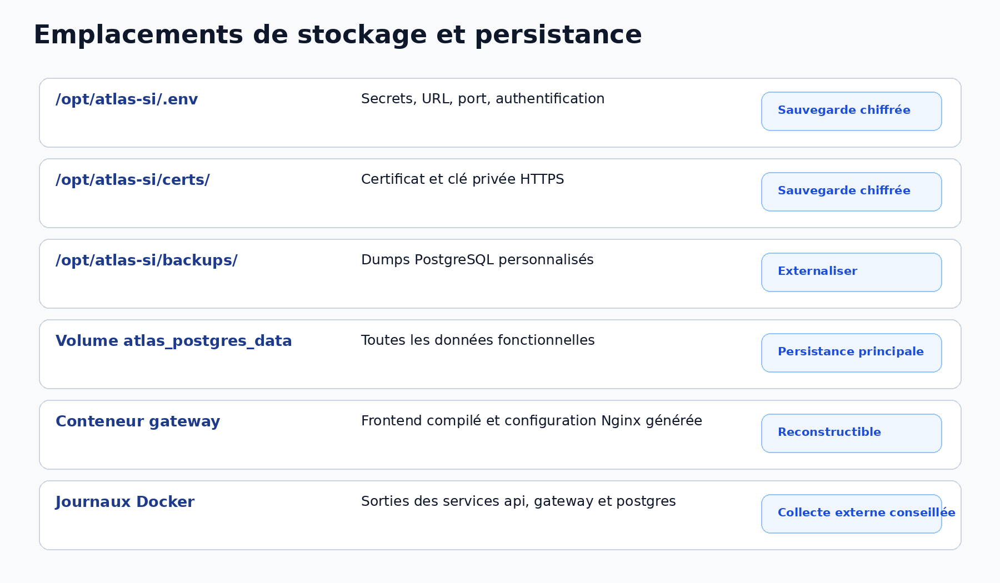 Emplacements de stockage et persistance
/opt/atlas-si/.env
Secrets, URL, port, authentification
Sauvegarde chiffrée
/opt/atlas-si/certs/
Certificat et clé privée HTTPS
Sauvegarde chiffrée
/opt/atlas-si/backups/
Dumps PostgreSQL personnalisés
Externaliser
Volume atlas_postgres_data
Toutes les données fonctionnelles
Persistance principale
Conteneur gateway
Frontend compilé et configuration Nginx générée
Reconstructible
Journaux Docker
Sorties des services api, gateway et postgres
Collecte externe conseillée